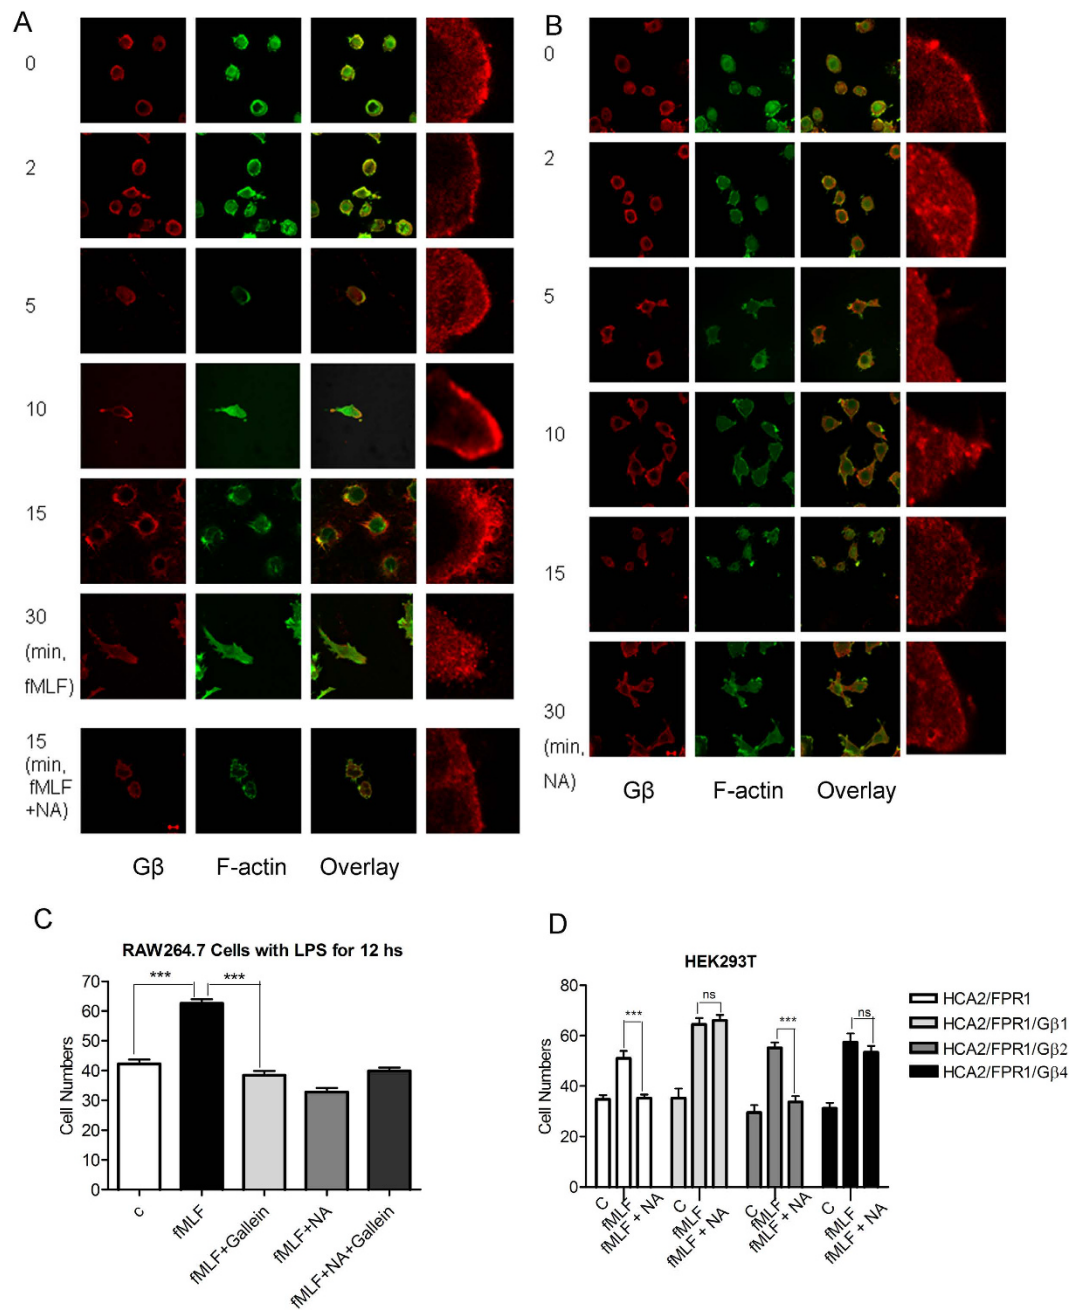 A
0
2
5
10
15
30
(min,
fMLF)
15
(min,
fMLF
+NA)
Gβ F-actin Overlay
B
0
2
5
10
15
30
(min,
NA)
Gβ F-actin Overlay
C
RAW264.7 Cells with LPS for 12 hs
Cell Numbers
70
60
50
40
30
20
10
0
*** ***
c fMLF fMLF+Gallein fMLF+NA fMLF+NA+Gallein
D
HEK293T
Cell Numbers
80
60
40
20
0
*** ns *** ns
C fMLF fMLF + NA C fMLF fMLF + NA C fMLF fMLF + NA C fMLF fMLF + NA
HCA2/FPR1
HCA2/FPR1/Gβ1
HCA2/FPR1/Gβ2
HCA2/FPR1/Gβ4